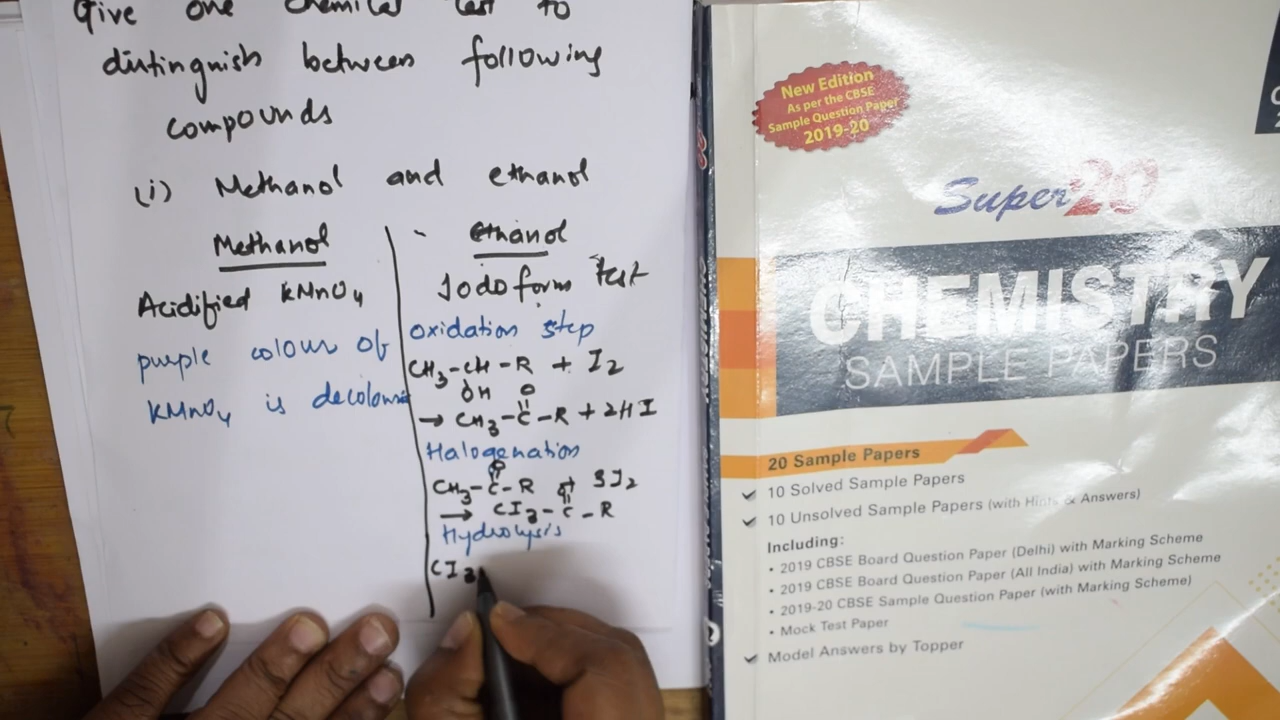 Give one chemical test to
distinguish between following
compounds
(i) Methanol and ethanol
Methanol
Acidified KMnO4
purple colour of
KMnO4 is decolouris
ethanol
Iodoform Test
oxidation step
CH3-CH-R + I2
OH O
→ CH3-C-R + 2HI
Halogenation
O
CH3-C-R + 3I2
O
→ CI3-C-R
Hydrolysis
CI3
New Edition
As per the CBSE
Sample Question Paper
2019-20
Super 20
CHEMISTRY
SAMPLE PAPERS
20 Sample Papers
10 Solved Sample Papers
10 Unsolved Sample Papers (with Hints & Answers)
Including:
• 2019 CBSE Board Question Paper (Delhi) with Marking Scheme
• 2019 CBSE Board Question Paper (All India) with Marking Scheme
• 2019-20 CBSE Sample Question Paper (with Marking Scheme)
• Mock Test Paper
Model Answers by Topper